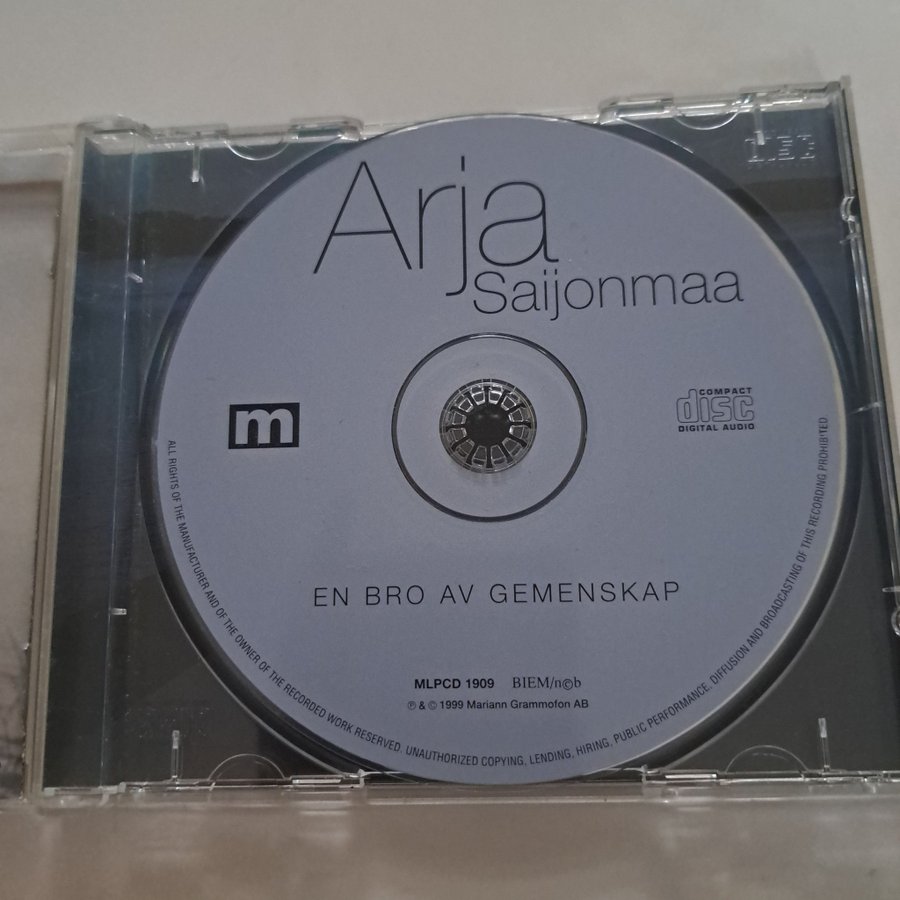 Arja
Saijonmaa
m
COMPACT
disc
DIGITAL AUDIO
EN BRO AV GEMENSKAP
MLPCD 1909 BIEM/n©b
℗ & © 1999 Mariann Grammofon AB
ALL RIGHTS OF THE MANUFACTURER AND OF THE OWNER OF THE RECORDED WORK RESERVED. UNAUTHORIZED COPYING, LENDING, HIRING, PUBLIC PERFORMANCE, DIFFUSION AND BROADCASTING OF THIS RECORDING PROHIBITED.